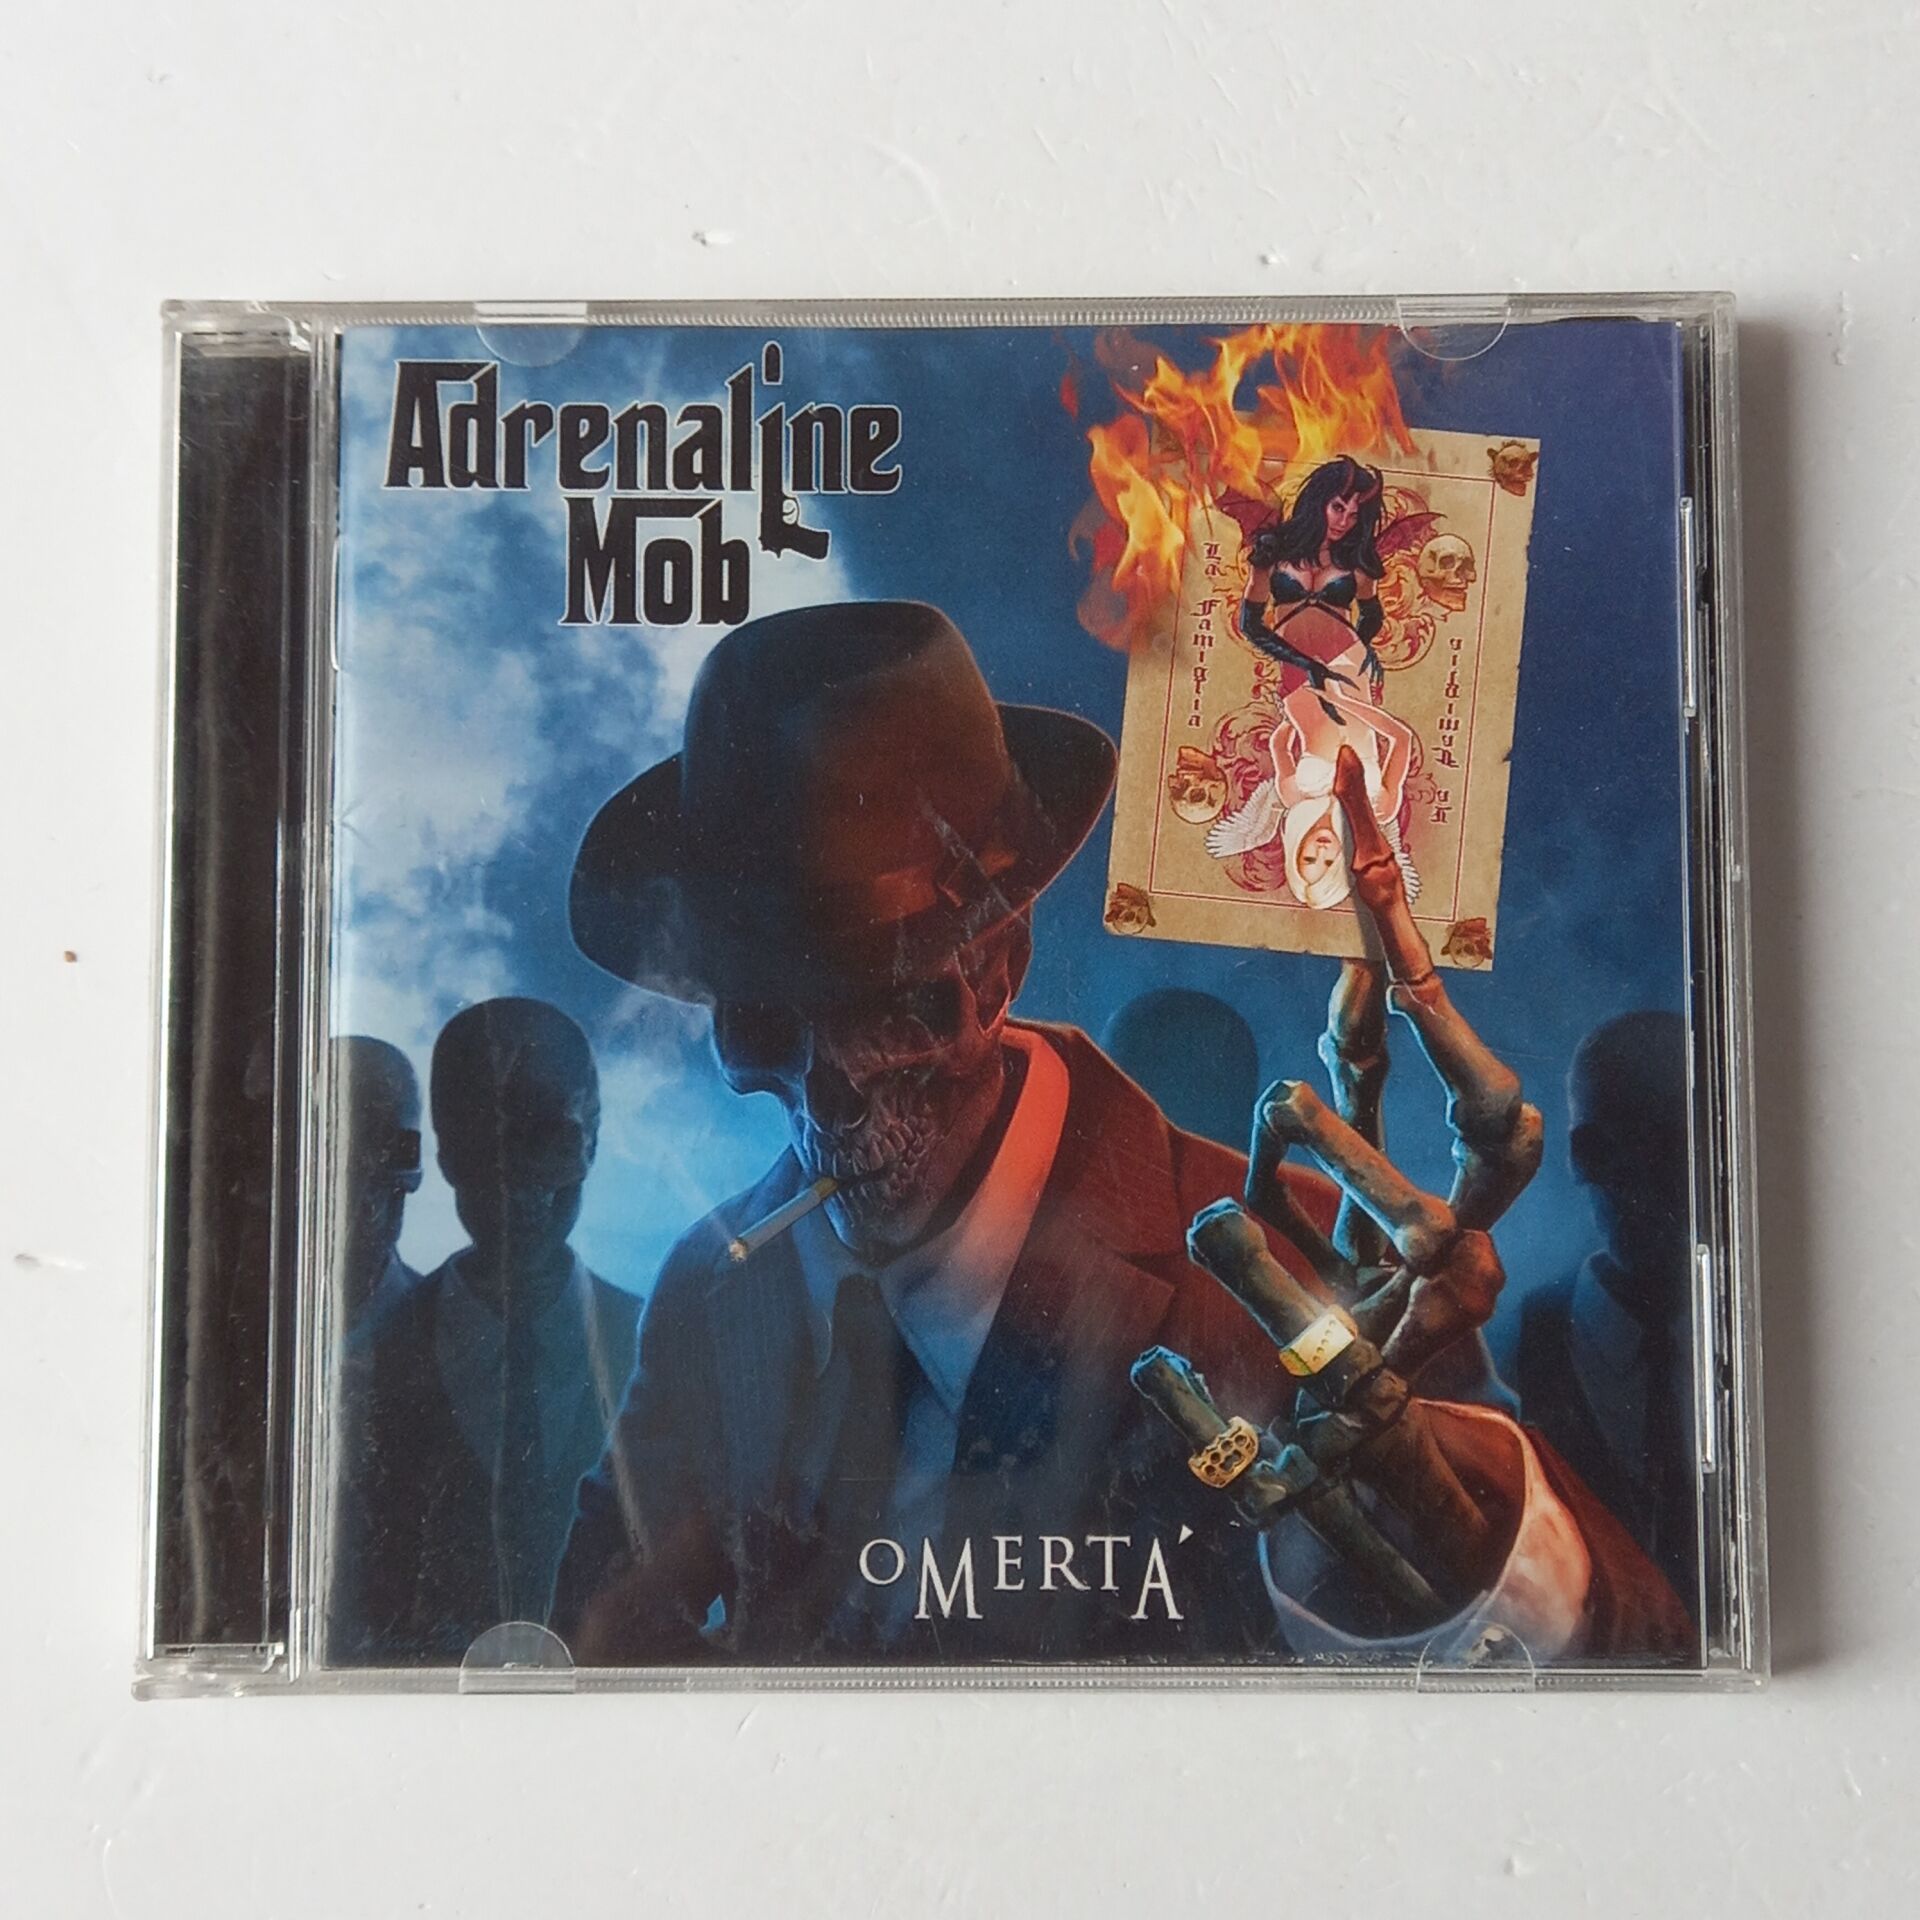 Adrenaline
Mob
La Famiglia
La Famiglia
OMERTÁ